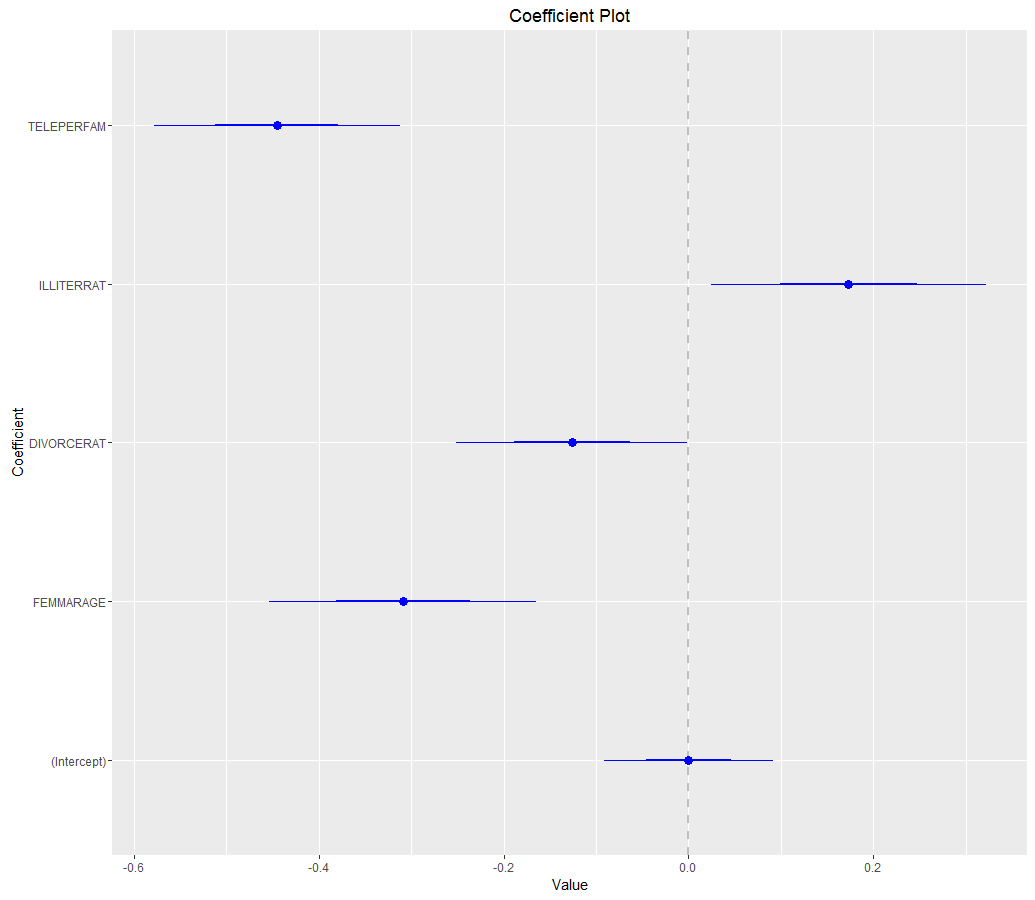 Coefficient Plot
Coefficient
TELEPERFAM
ILLITERRAT
DIVORCERAT
FEMMARAGE
(Intercept)
-0.6 -0.4 -0.2 0.0 0.2
Value